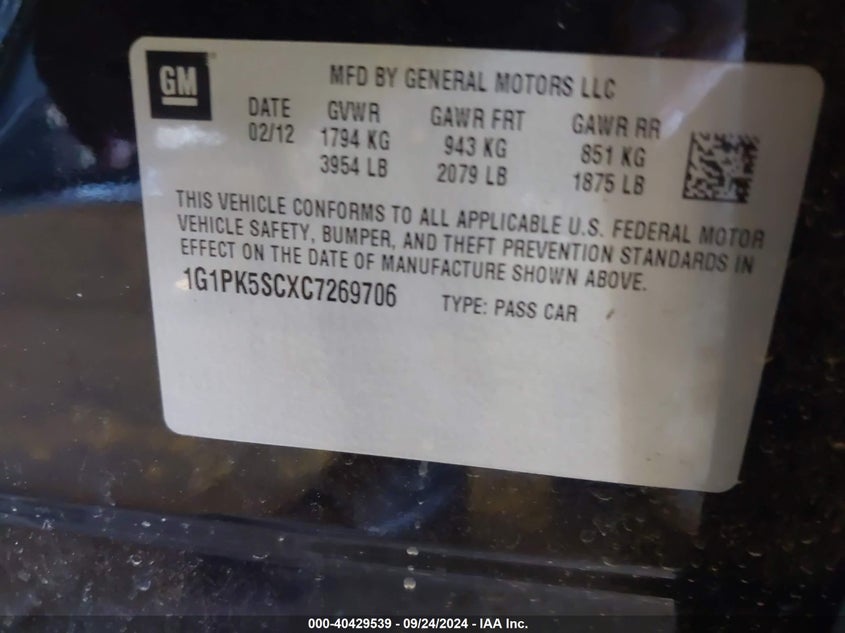 GM
MFD BY GENERAL MOTORS LLC
DATE GVWR GAWR FRT GAWR RR
02/12 1794 KG 943 KG 851 KG
3954 LB 2079 LB 1875 LB
THIS VEHICLE CONFORMS TO ALL APPLICABLE U.S. FEDERAL MOTOR
VEHICLE SAFETY, BUMPER, AND THEFT PREVENTION STANDARDS IN
EFFECT ON THE DATE OF MANUFACTURE SHOWN ABOVE.
1G1PK5SCXC7269706 TYPE: PASS CAR
000-40429539 - 09/24/2024 - IAA Inc.